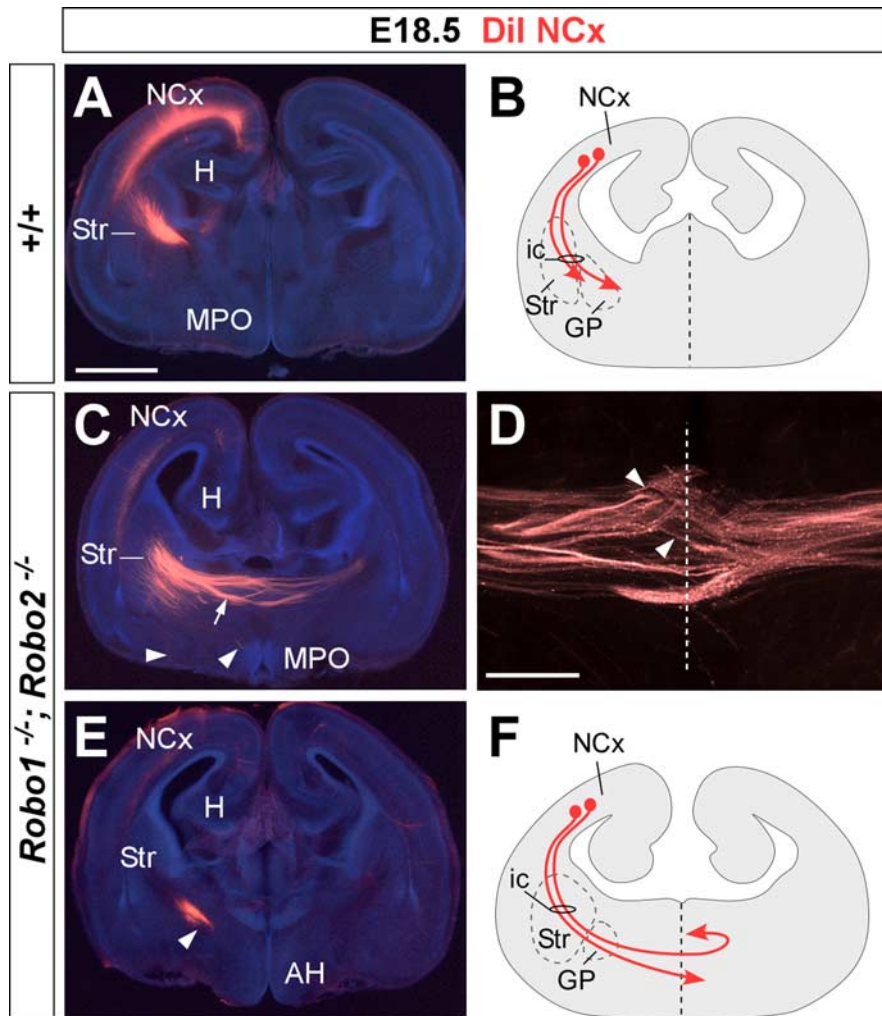 E18.5 DiI NCx
+/+
A
NCx
H
Str
MPO
B
NCx
ic
Str
GP
Robo1 -/-; Robo2 -/-
C
NCx
H
Str
MPO
D
E
NCx
H
Str
AH
F
NCx
ic
Str
GP